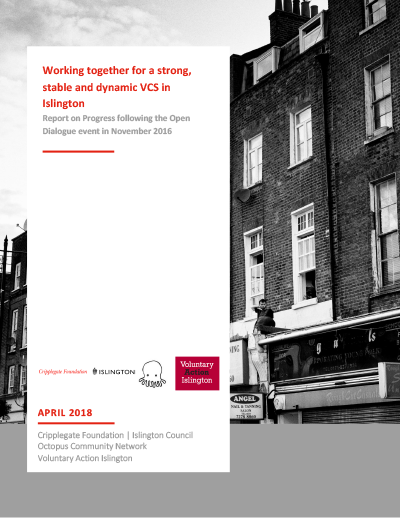 Working together for a strong,
stable and dynamic VCS in
Islington
Report on Progress following the Open
Dialogue event in November 2016
Cripplegate Foundation
ISLINGTON
Voluntary
Action
Islington
ANGEL
NAIL & TANNING
APRIL 2018
Cripplegate Foundation | Islington Council
Octopus Community Network
Voluntary Action Islington